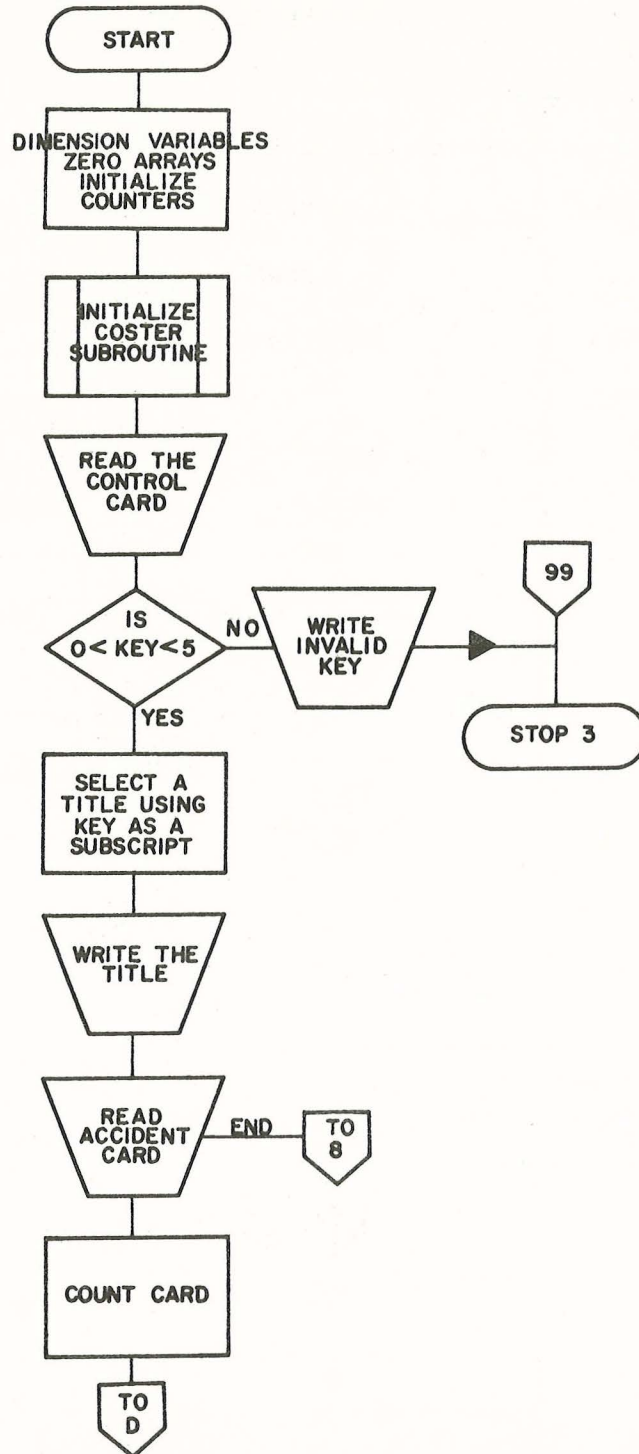 START
DIMENSION VARIABLES
ZERO ARRAYS
INITIALIZE
COUNTERS
INITIALIZE
COSTER
SUBROUTINE
READ THE
CONTROL
CARD
IS
0< KEY<5
NO
WRITE
INVALID
KEY
99
STOP 3
YES
SELECT A
TITLE USING
KEY AS A
SUBSCRIPT
WRITE THE
TITLE
READ
ACCIDENT
CARD
END
TO
8
COUNT CARD
TO
D